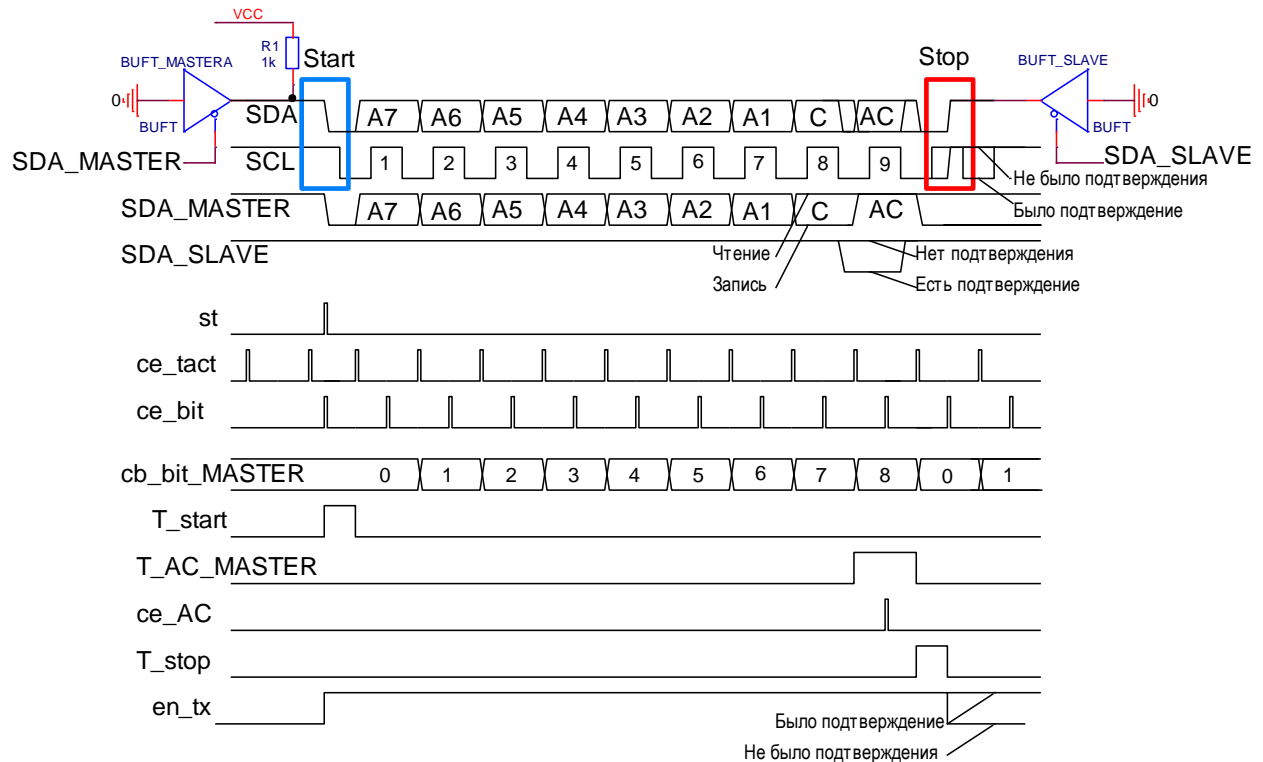 VCC
R1
1k
Start
Stop
BUFT_MASTERA
BUFT_SLAVE
0
0
BUFT
BUFT
SDA A7 A6 A5 A4 A3 A2 A1 C AC
SDA_MASTER SCL 1 2 3 4 5 6 7 8 9 SDA_SLAVE
Не было подтверждения
SDA_MASTER A7 A6 A5 A4 A3 A2 A1 C AC
Было подтверждение
SDA_SLAVE
Чтение
Нет подтверждения
Запись
Есть подтверждение
st
ce_tact
ce_bit
cb_bit_MASTER 0 1 2 3 4 5 6 7 8 0 1
T_start
T_AC_MASTER
ce_AC
T_stop
en_tx
Было подтверждение
Не было подтверждения